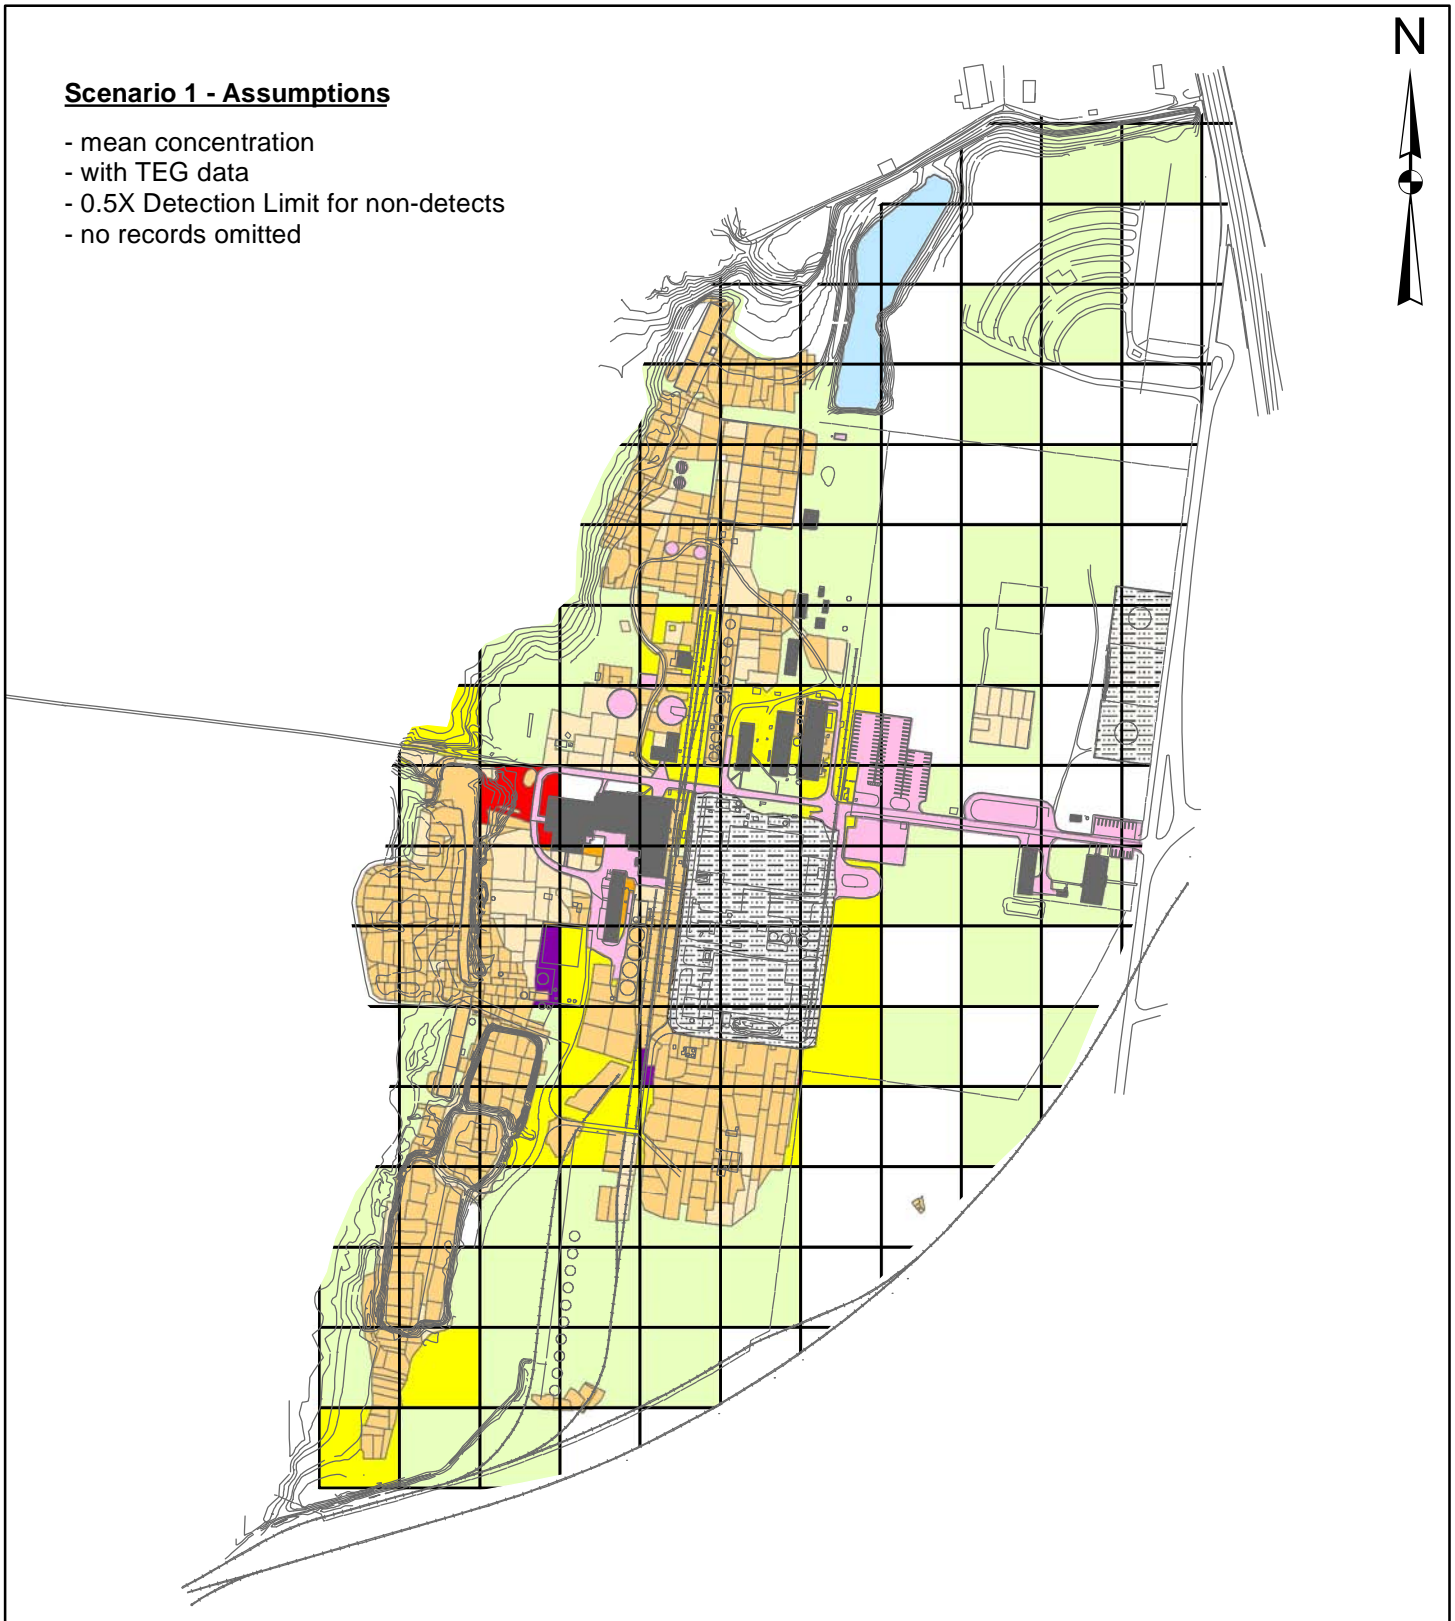 N
Scenario 1 - Assumptions
- mean concentration
- with TEG data
- 0.5X Detection Limit for non-detects
- no records omitted